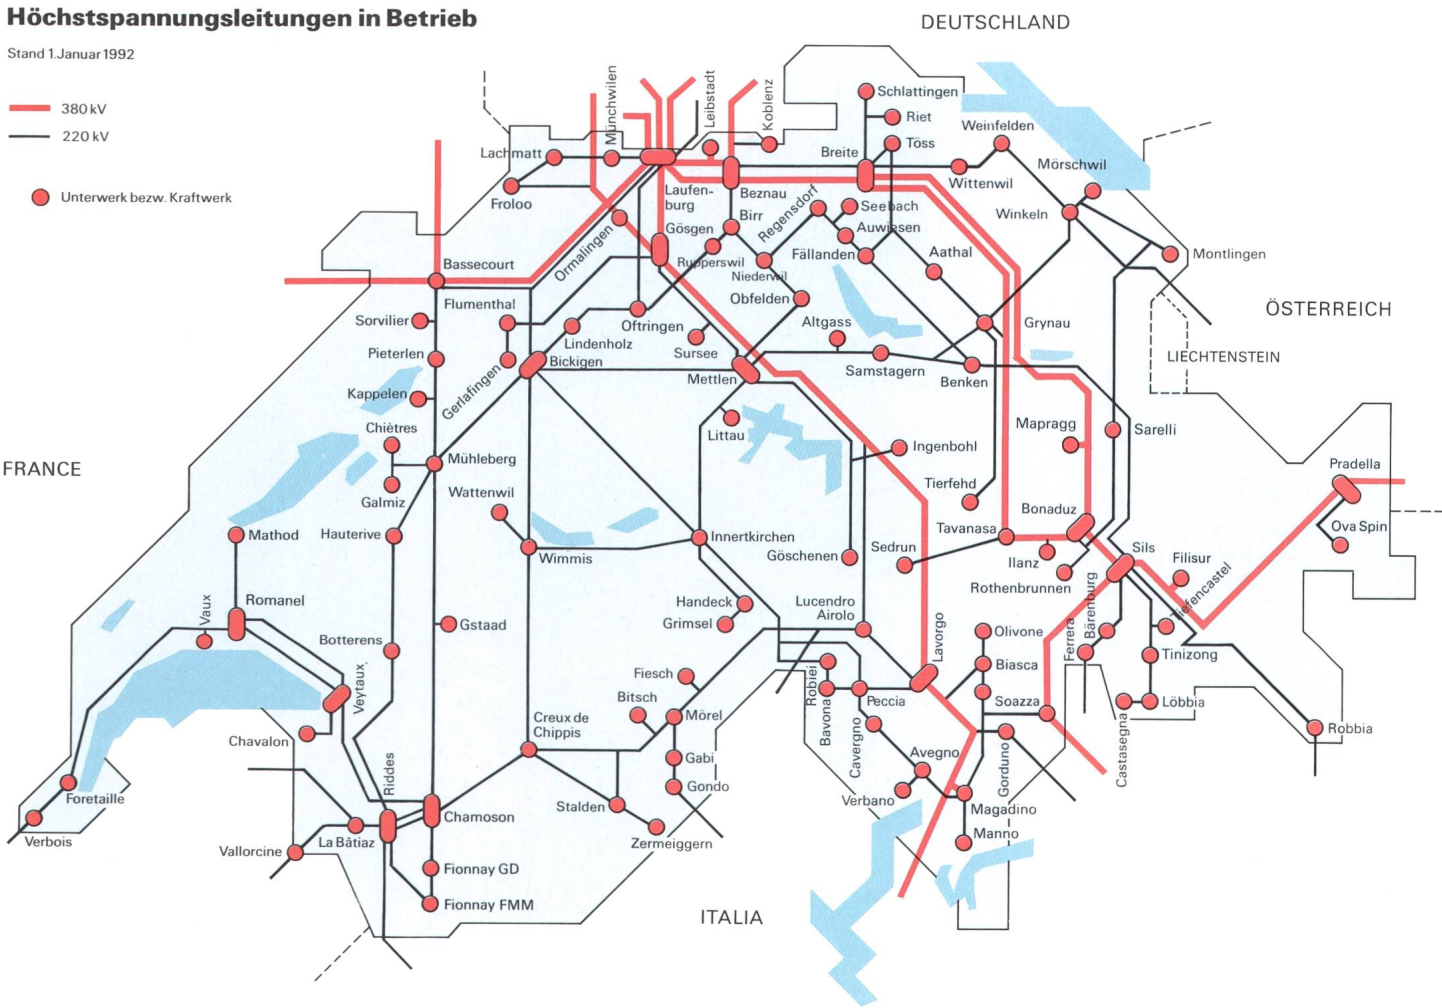 Höchstspannungsleitungen in Betrieb
Stand 1.Januar 1992
380 kV
220 kV
Unterwerk bezw. Kraftwerk
DEUTSCHLAND
ÖSTERREICH
LIECHTENSTEIN
FRANCE
ITALIA
Münchwilen
Leibstadt
Koblenz
Schlattingen
Riet
Töss
Weinfelden
Lachmatt
Breite
Mörschwil
Wittenwil
Froloo
Laufen-
burg
Beznau
Regensdorf
Seebach
Winkeln
Ormalingen
Gösgen
Birr
Auwiesen
Rupperswil
Fällanden
Aathal
Montlingen
Bassecourt
Niederwil
Flumenthal
Obfelden
Sorvilier
Oftringen
Altgass
Grynau
Lindenholz
Sursee
Pieterlen
Bickigen
Gerlafingen
Mettlen
Samstagern
Benken
Kappelen
Chiètres
Littau
Mapragg
Sarelli
Mühleberg
Ingenbohl
Pradella
Galmiz
Wattenwil
Tierfehd
Bonaduz
Mathod
Hauterive
Innertkirchen
Göschenen
Sedrun
Tavanasa
Ova Spin
Wimmis
Ilanz
Sils
Filisur
Rothenbrunnen
Tiefencastel
Romanel
Vaux
Handeck
Grimsel
Lucendro
Airolo
Bärenburg
Ferrera
Gstaad
Botterens
Lavorgo
Olivone
Tinizong
Veytaux
Fiesch
Robiei
Biasca
Bitsch
Bavona
Peccia
Soazza
Löbbia
Castasegna
Chavalon
Creux de
Chippis
Mörel
Cavergno
Gorduno
Robbia
Gabi
Avegno
Riddes
Gondo
Verbano
Foretaille
Stalden
Magadino
Verbois
Chamoson
La Bâtiaz
Zermeiggern
Manno
Vallorcine
Fionnay GD
Fionnay FMM